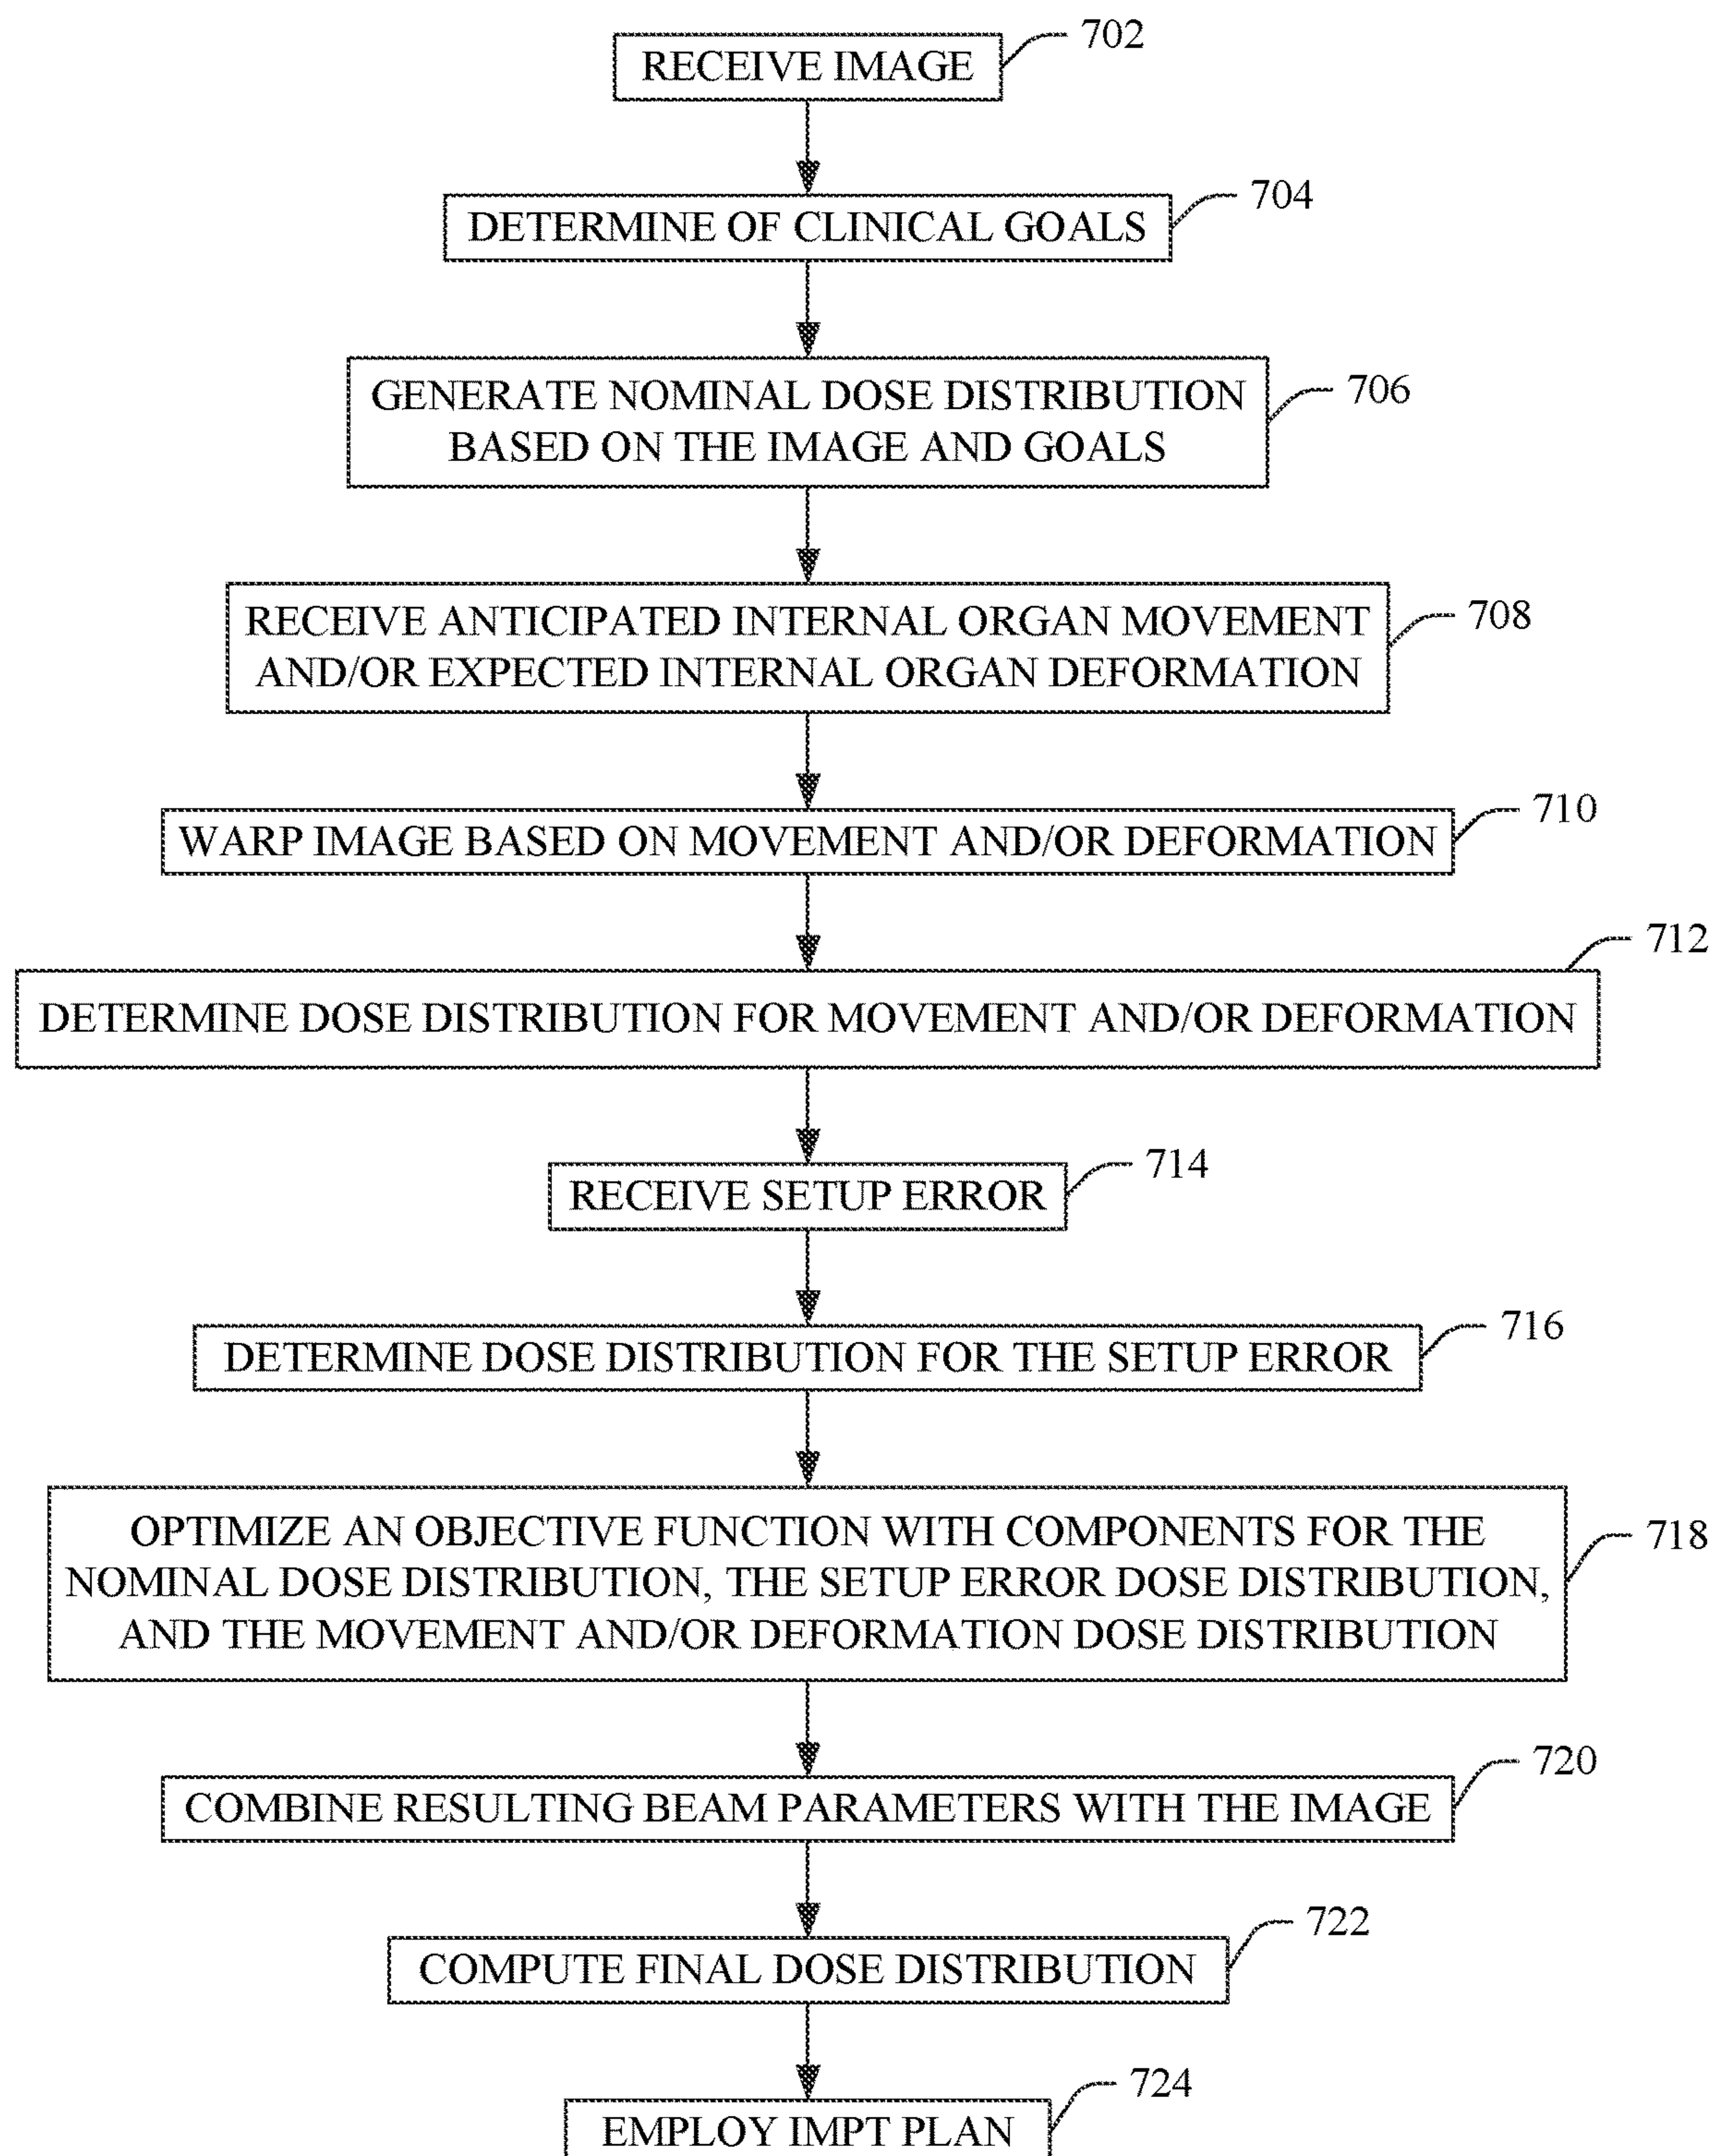 702
RECEIVE IMAGE
704
DETERMINE OF CLINICAL GOALS
706
GENERATE NOMINAL DOSE DISTRIBUTION
BASED ON THE IMAGE AND GOALS
708
RECEIVE ANTICIPATED INTERNAL ORGAN MOVEMENT
AND/OR EXPECTED INTERNAL ORGAN DEFORMATION
710
WARP IMAGE BASED ON MOVEMENT AND/OR DEFORMATION
712
DETERMINE DOSE DISTRIBUTION FOR MOVEMENT AND/OR DEFORMATION
714
RECEIVE SETUP ERROR
716
DETERMINE DOSE DISTRIBUTION FOR THE SETUP ERROR
718
OPTIMIZE AN OBJECTIVE FUNCTION WITH COMPONENTS FOR THE
NOMINAL DOSE DISTRIBUTION, THE SETUP ERROR DOSE DISTRIBUTION,
AND THE MOVEMENT AND/OR DEFORMATION DOSE DISTRIBUTION
720
COMBINE RESULTING BEAM PARAMETERS WITH THE IMAGE
722
COMPUTE FINAL DOSE DISTRIBUTION
724
EMPLOY IMPT PLAN